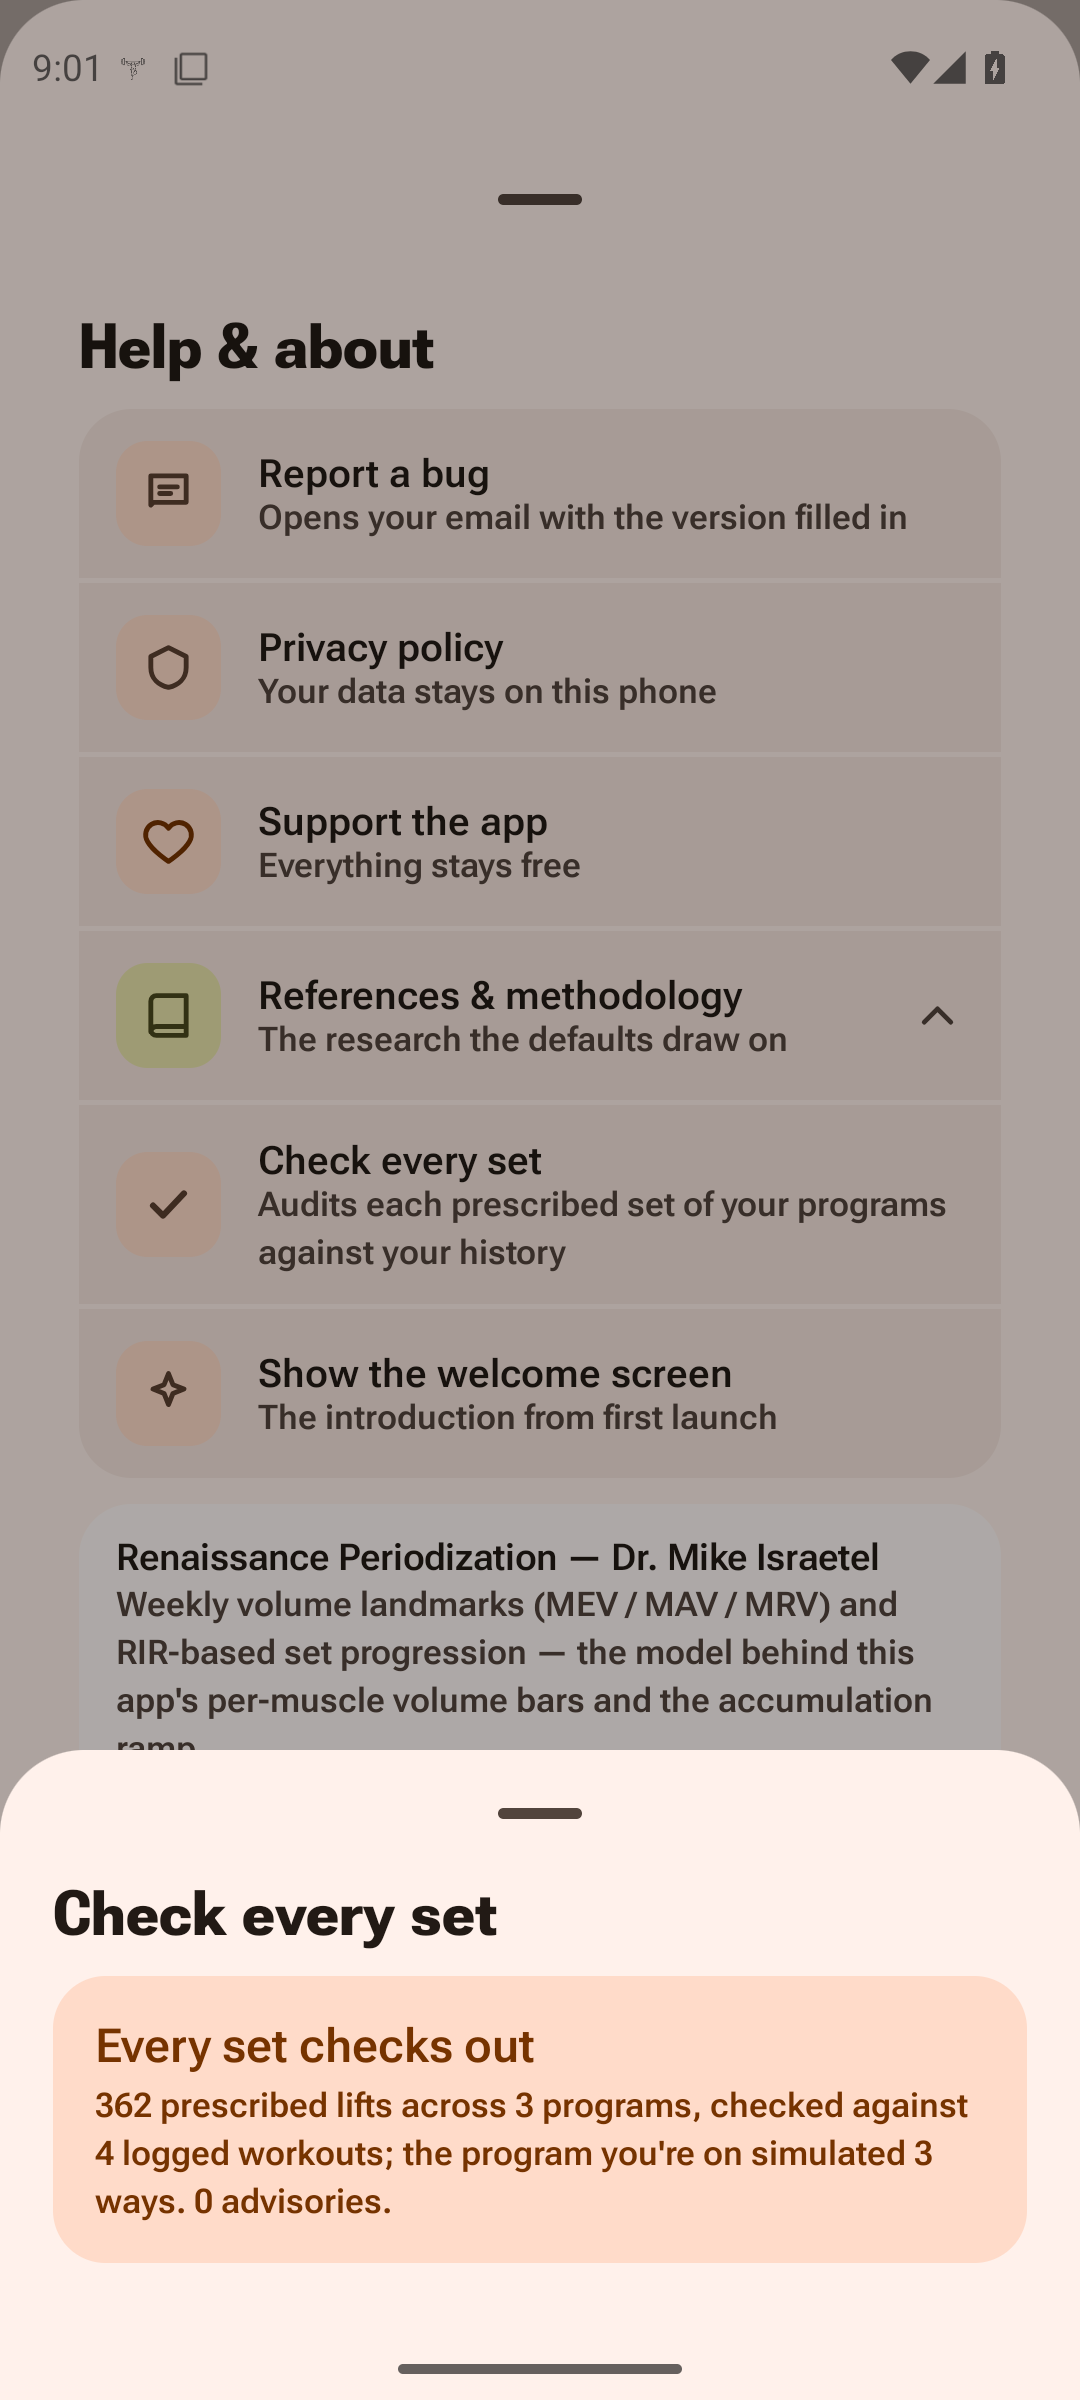 9:01
Help & about
Report a bug
Opens your email with the version filled in
Privacy policy
Your data stays on this phone
Support the app
Everything stays free
References & methodology
The research the defaults draw on
Check every set
Audits each prescribed set of your programs
against your history
Show the welcome screen
The introduction from first launch
Renaissance Periodization — Dr. Mike Israetel
Weekly volume landmarks (MEV / MAV / MRV) and
RIR-based set progression — the model behind this
app's per-muscle volume bars and the accumulation
ramp
Check every set
Every set checks out
362 prescribed lifts across 3 programs, checked against
4 logged workouts; the program you're on simulated 3
ways. 0 advisories.